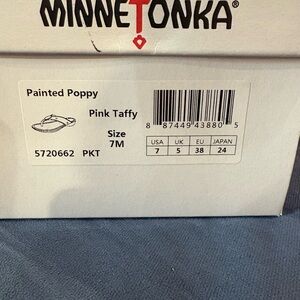 MINNETONKA®
Painted Poppy
Pink Taffy
Size
7M
5720662 PKT
8 87449 43880 5
USA UK EU JAPAN
7 5 38 24